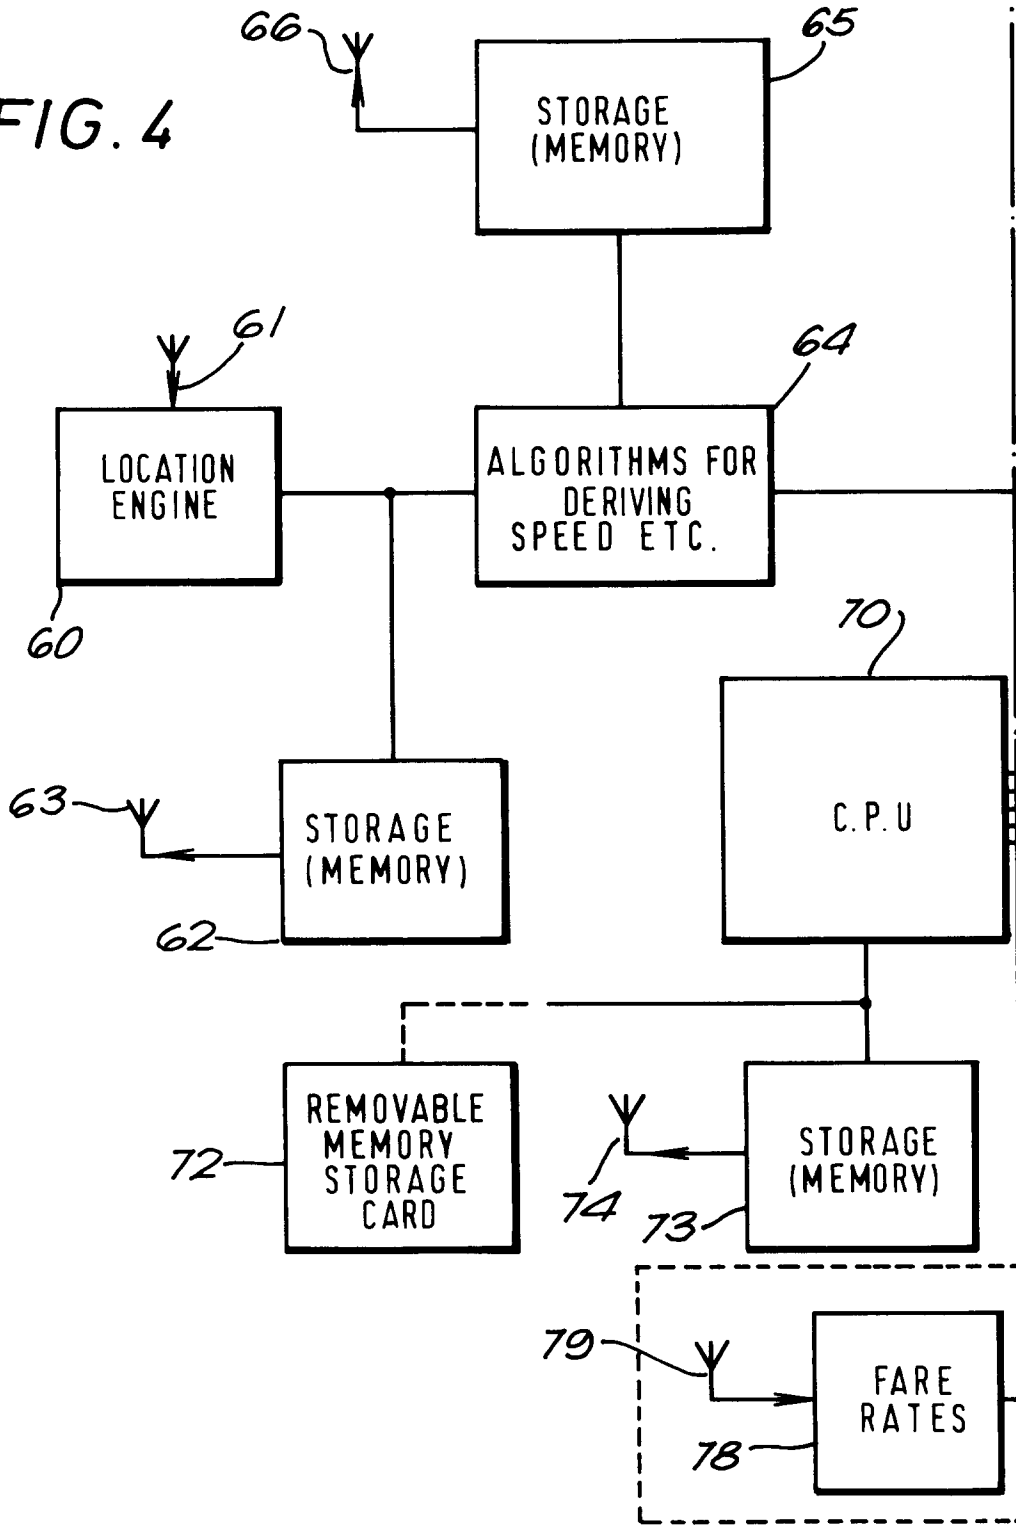 66
65
FIG. 4
STORAGE
(MEMORY)
61
64
LOCATION
ENGINE
ALGORITHMS FOR
DERIVING
SPEED ETC.
60
70
63
STORAGE
(MEMORY)
C.P.U
62
REMOVABLE
MEMORY
STORAGE
CARD
72
STORAGE
(MEMORY)
74
73
79
FARE
RATES
78